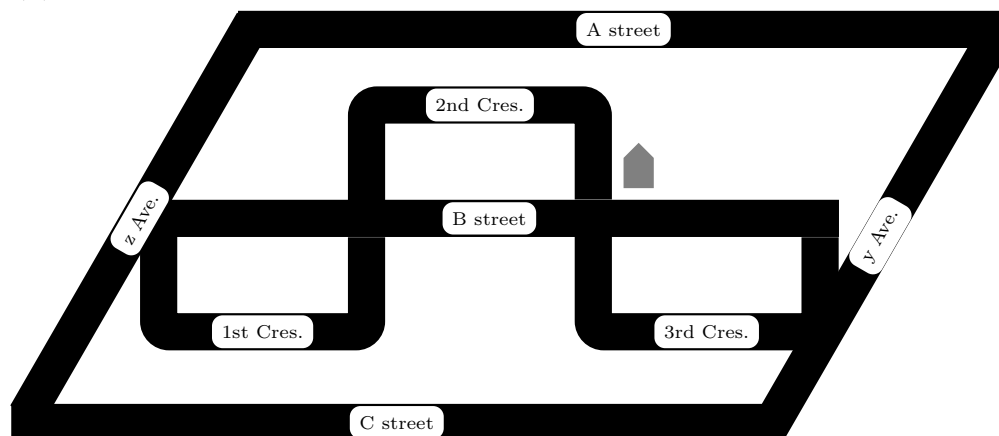 A street
2nd Cres.
z Ave.
B street
y Ave.
1st Cres.
3rd Cres.
C street